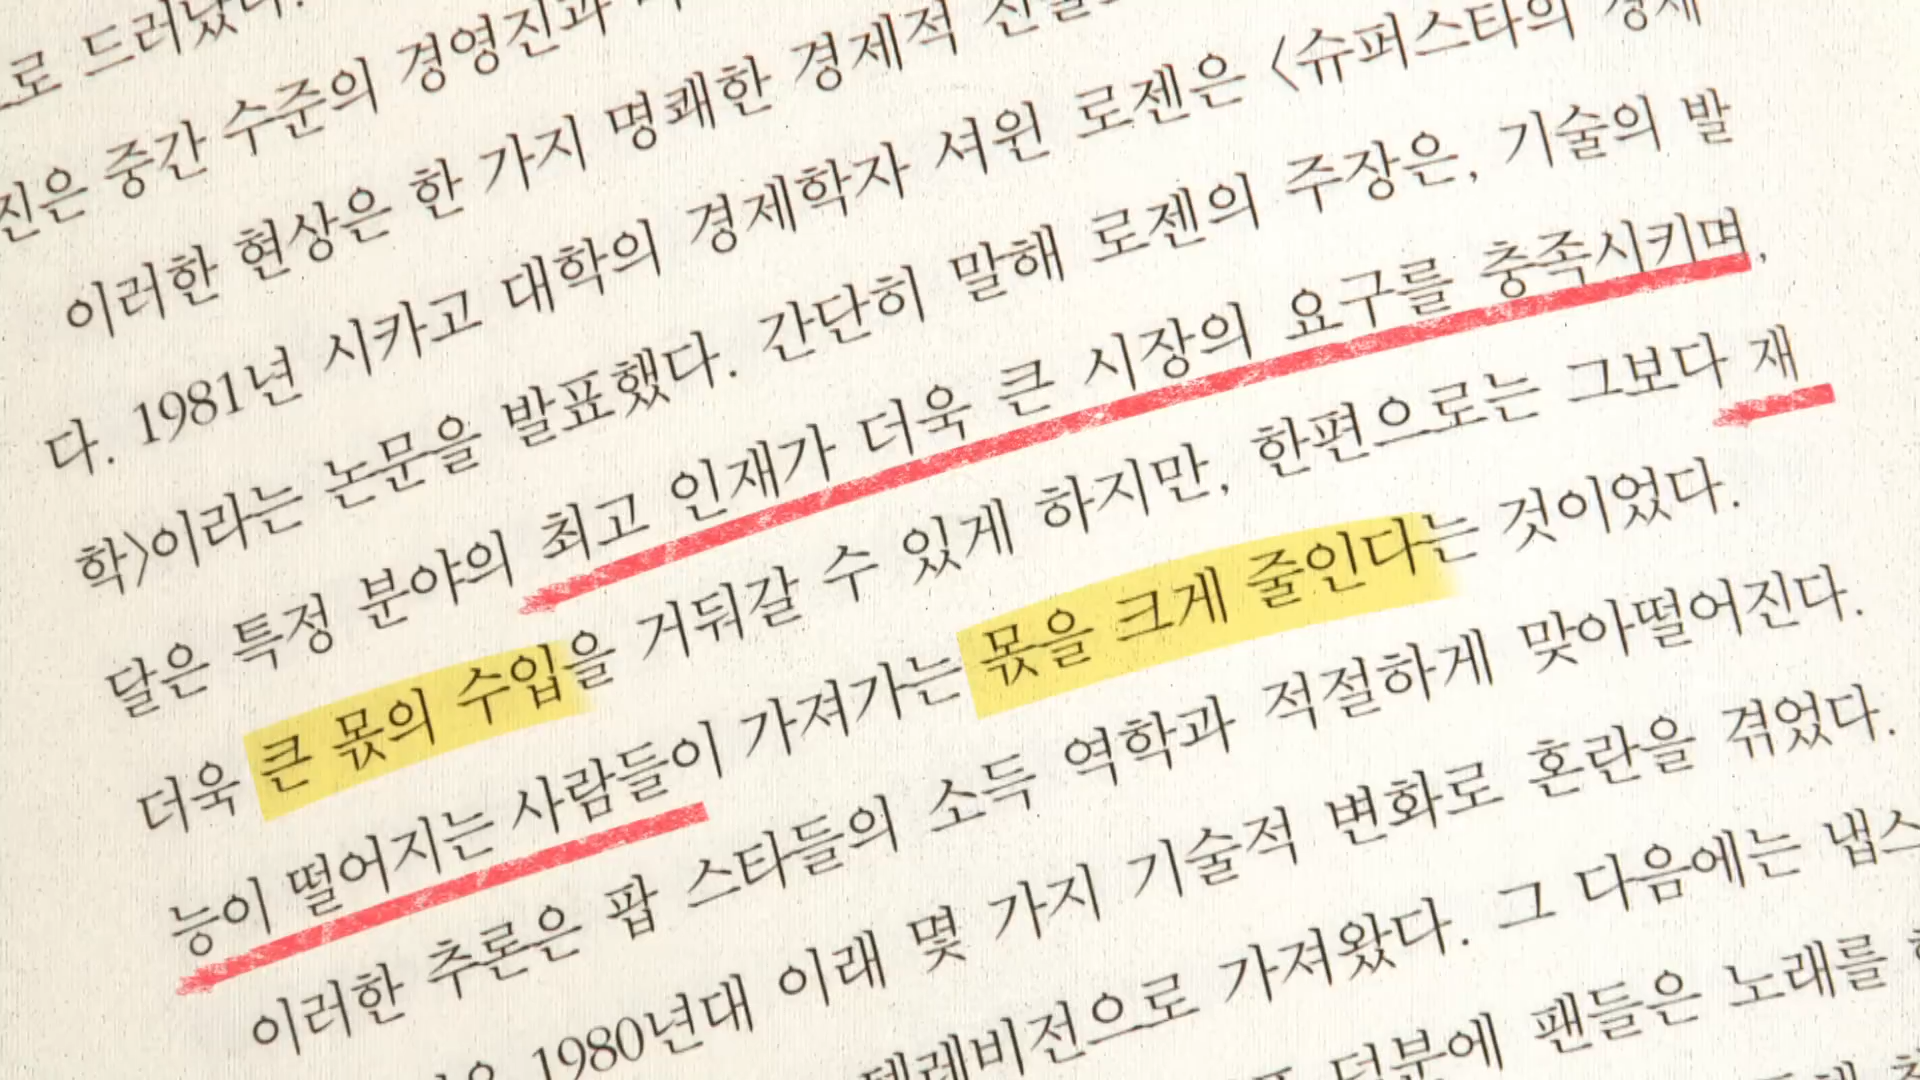 로 드러났다.
진은 중간 수준의 경영진과
이러한 현상은 한 가지 명쾌한 경제적
다. 1981년 시카고 대학의 경제학자 셔윈 로젠은 〈슈퍼스타의 경제
학〉이라는 논문을 발표했다. 간단히 말해 로젠의 주장은, 기술의 발
달은 특정 분야의 최고 인재가 더욱 큰 시장의 요구를 충족시키며,
더욱 큰 몫의 수입을 거둬갈 수 있게 하지만, 한편으로는 그보다 재
능이 떨어지는 사람들이 가져가는 몫을 크게 줄인다는 것이었다.
이러한 추론은 팝 스타들의 소득 역학과 적절하게 맞아떨어진다.
1980년대 이래 몇 가지 기술적 변화로 혼란을 겪었다.
텔레비전으로 가져왔다. 그 다음에는 냅스
덕분에 팬들은 노래를